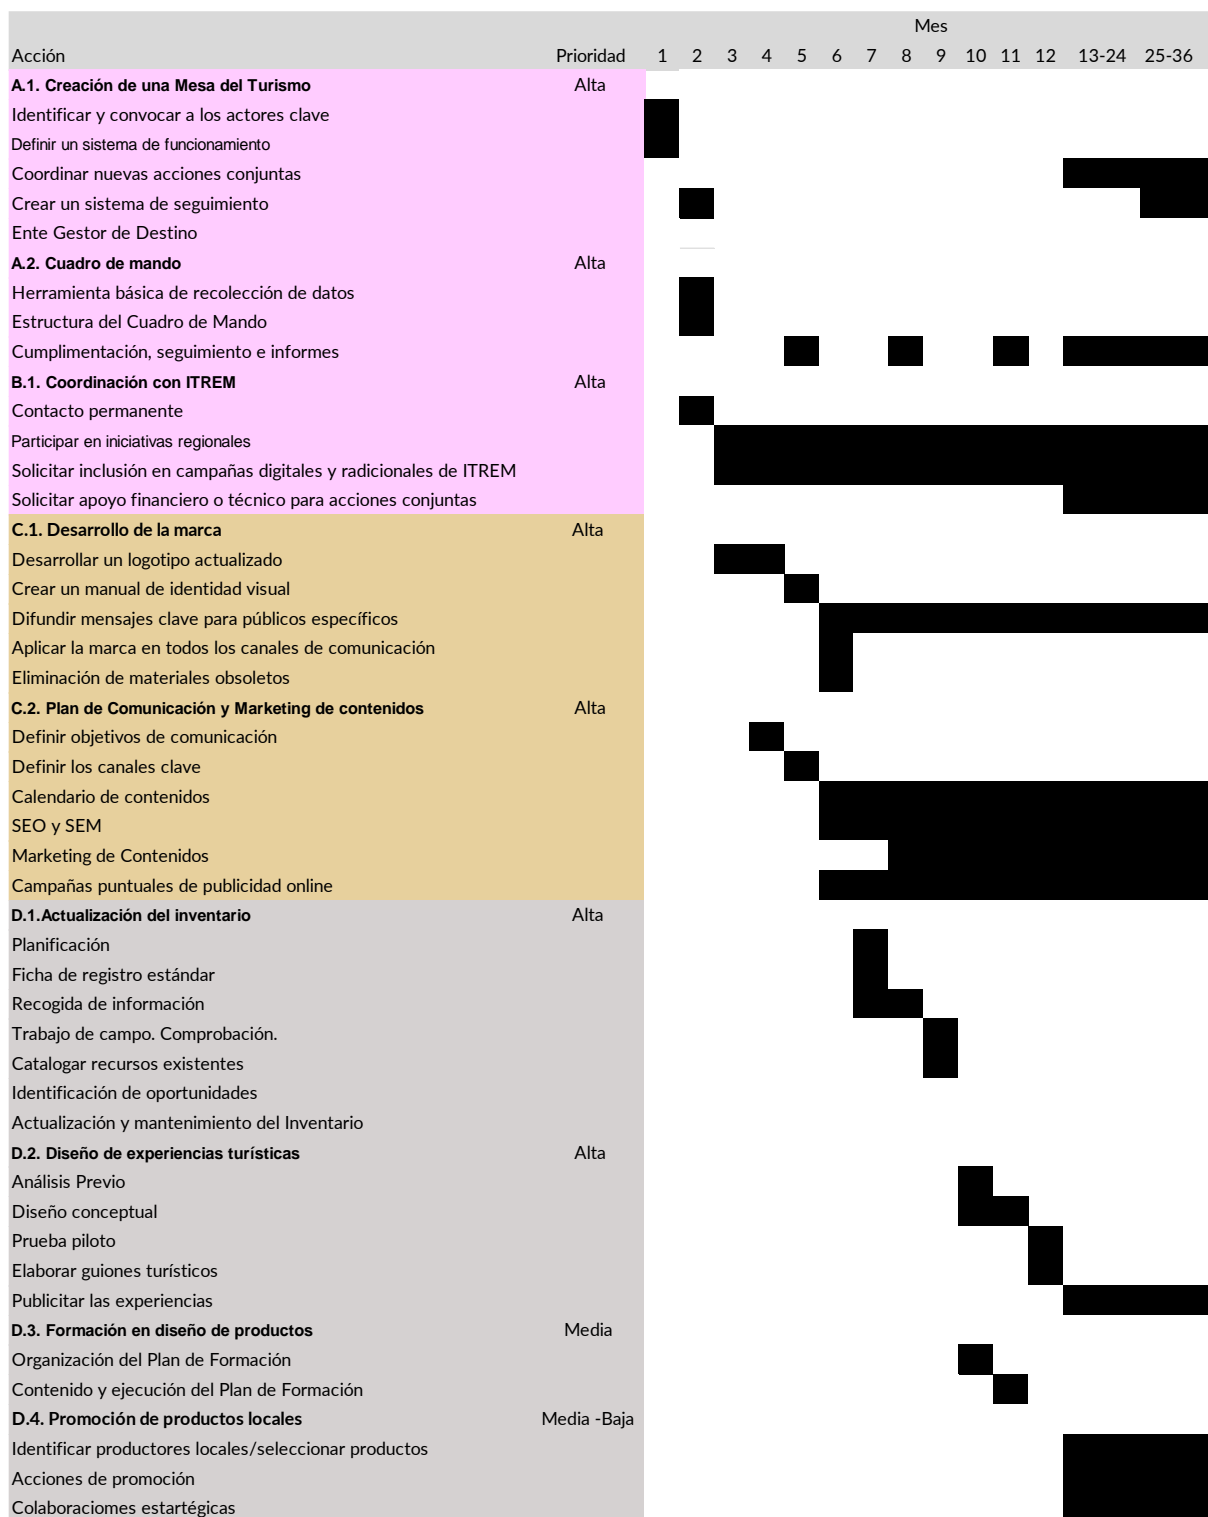 Mes
Acción Prioridad 1 2 3 4 5 6 7 8 9 10 11 12 13-24 25-36
A.1. Creación de una Mesa del Turismo Alta
Identificar y convocar a los actores clave
Definir un sistema de funcionamiento
Coordinar nuevas acciones conjuntas
Crear un sistema de seguimiento
Ente Gestor de Destino
A.2. Cuadro de mando Alta
Herramienta básica de recolección de datos
Estructura del Cuadro de Mando
Cumplimentación, seguimiento e informes
B.1. Coordinación con ITREM Alta
Contacto permanente
Participar en iniciativas regionales
Solicitar inclusión en campañas digitales y radicionales de ITREM
Solicitar apoyo financiero o técnico para acciones conjuntas
C.1. Desarrollo de la marca Alta
Desarrollar un logotipo actualizado
Crear un manual de identidad visual
Difundir mensajes clave para públicos específicos
Aplicar la marca en todos los canales de comunicación
Eliminación de materiales obsoletos
C.2. Plan de Comunicación y Marketing de contenidos Alta
Definir objetivos de comunicación
Definir los canales clave
Calendario de contenidos
SEO y SEM
Marketing de Contenidos
Campañas puntuales de publicidad online
D.1.Actualización del inventario Alta
Planificación
Ficha de registro estándar
Recogida de información
Trabajo de campo. Comprobación.
Catalogar recursos existentes
Identificación de oportunidades
Actualización y mantenimiento del Inventario
D.2. Diseño de experiencias turísticas Alta
Análisis Previo
Diseño conceptual
Prueba piloto
Elaborar guiones turísticos
Publicitar las experiencias
D.3. Formación en diseño de productos Media
Organización del Plan de Formación
Contenido y ejecución del Plan de Formación
D.4. Promoción de productos locales Media -Baja
Identificar productores locales/seleccionar productos
Acciones de promoción
Colaboraciomes estartégicas